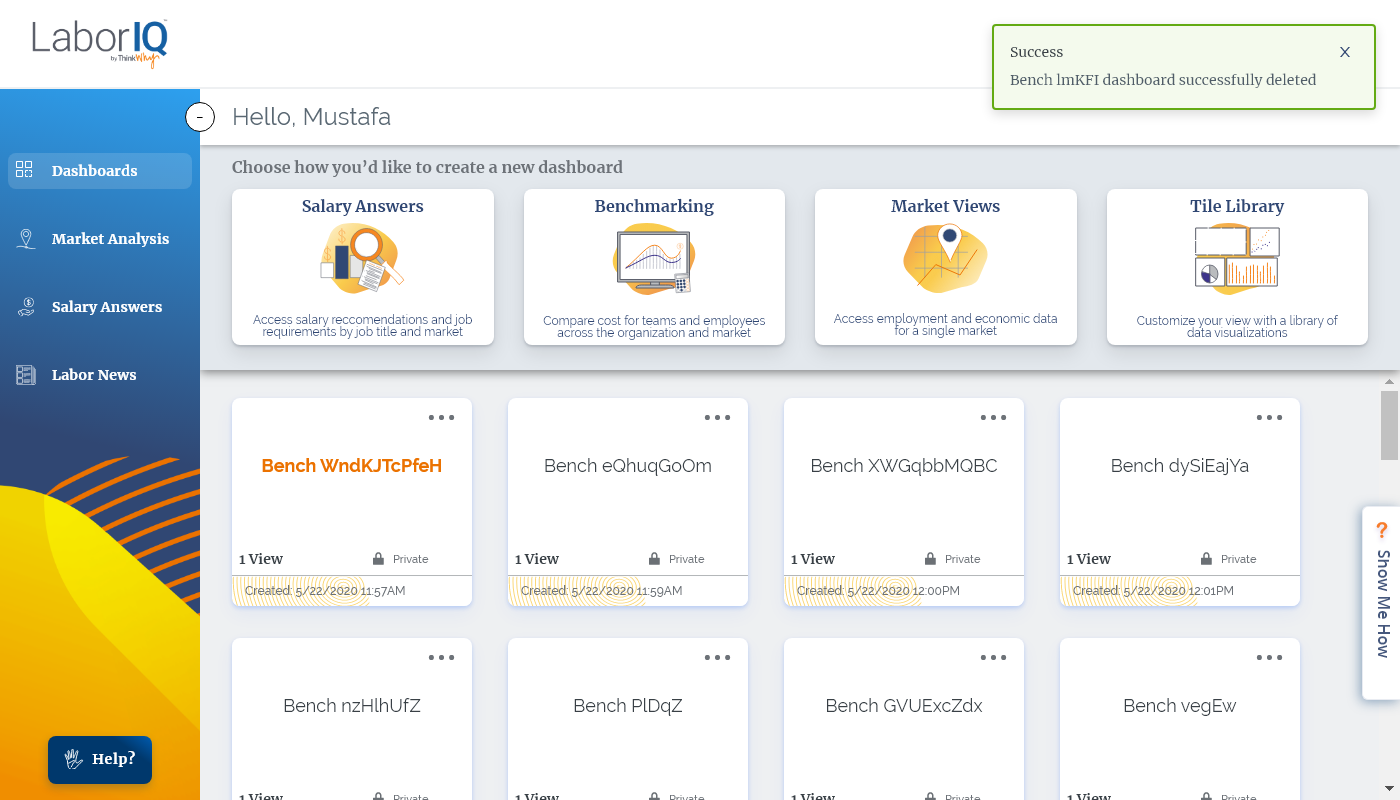 LaborIQ
by ThinkWhy
Success
X
Bench lmKFI dashboard successfully deleted
-
Hello, Mustafa
Dashboards
Market Analysis
Salary Answers
Labor News
Help?
Choose how you’d like to create a new dashboard
Salary Answers
Access salary reccomendations and job
requirements by job title and market
Benchmarking
Compare cost for teams and employees
across the organization and market
Market Views
Access employment and economic data
for a single market
Tile Library
Customize your view with a library of
data visualizations
Bench WndKJTcPfeH
1 View
Private
Created: 5/22/2020 11:57AM
Bench eQhuqGoOm
1 View
Private
Created: 5/22/2020 11:59AM
Bench XWGqbbMQBC
1 View
Private
Created: 5/22/2020 12:00PM
Bench dySiEajYa
1 View
Private
Created: 5/22/2020 12:01PM
Bench nzHlhUfZ
1 View
Private
Bench PlDqZ
1 View
Private
Bench GVUExcZdx
1 View
Private
Bench vegEw
1 View
Private
? Show Me How